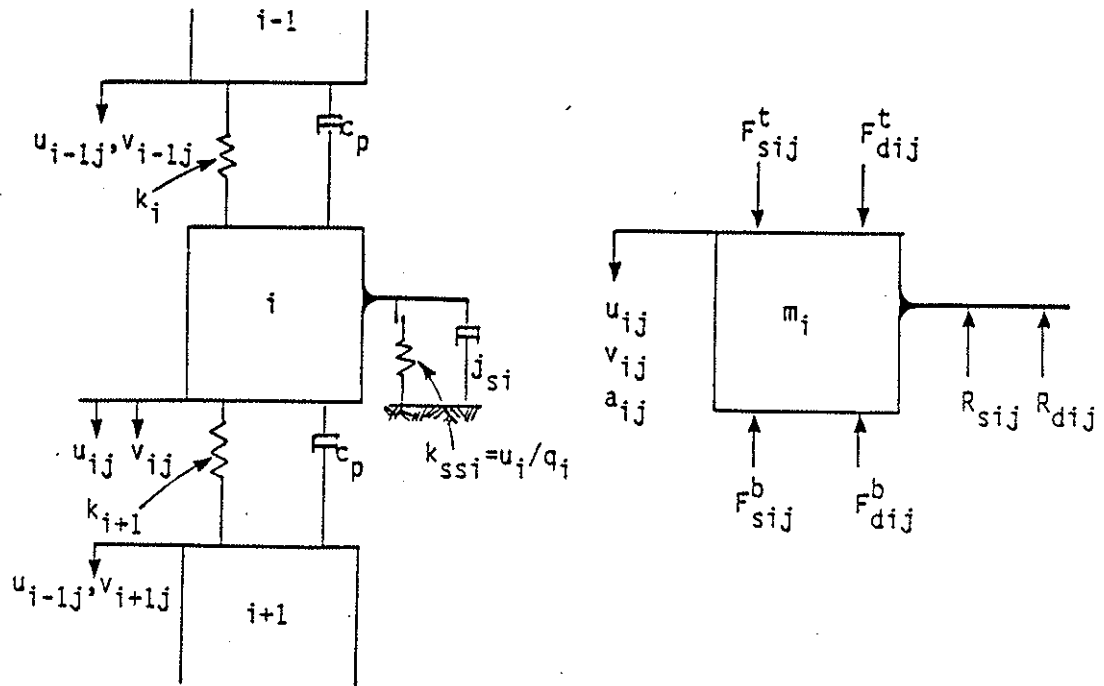 i-1
u_{i-1j},v_{i-1j}
k_i
c_p
i
j_{si}
u_{ij} v_{ij}
k_{i+1}
c_p
k_{ssi}=u_i/q_i
u_{i-1j},v_{i+1j}
i+1
F^t_{sij} F^t_{dij}
u_{ij}
v_{ij}
a_{ij}
m_i
R_{sij} R_{dij}
F^b_{sij} F^b_{dij}